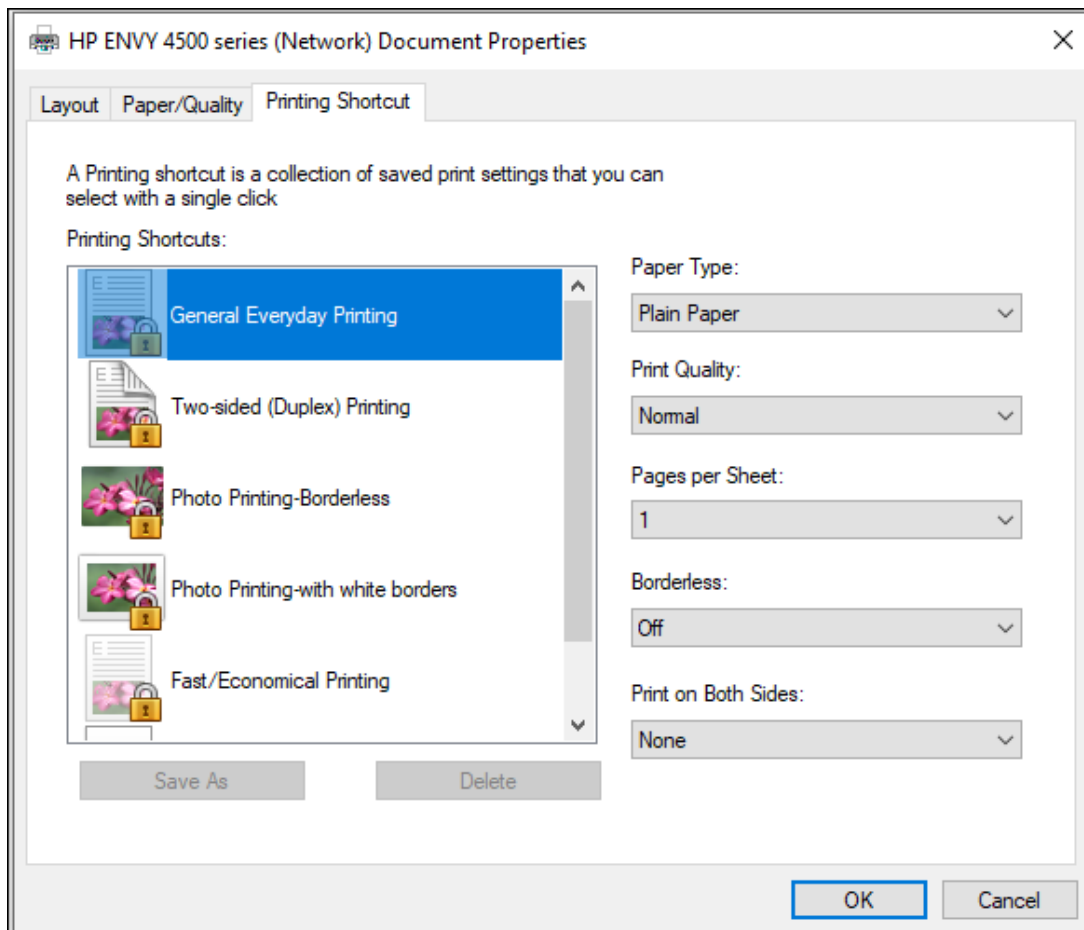 HP ENVY 4500 series (Network) Document Properties
Layout Paper/Quality Printing Shortcut
A Printing shortcut is a collection of saved print settings that you can
select with a single click
Printing Shortcuts:
General Everyday Printing
Two-sided (Duplex) Printing
Photo Printing-Borderless
Photo Printing-with white borders
Fast/Economical Printing
Save As Delete
Paper Type:
Plain Paper
Print Quality:
Normal
Pages per Sheet:
1
Borderless:
Off
Print on Both Sides:
None
OK Cancel